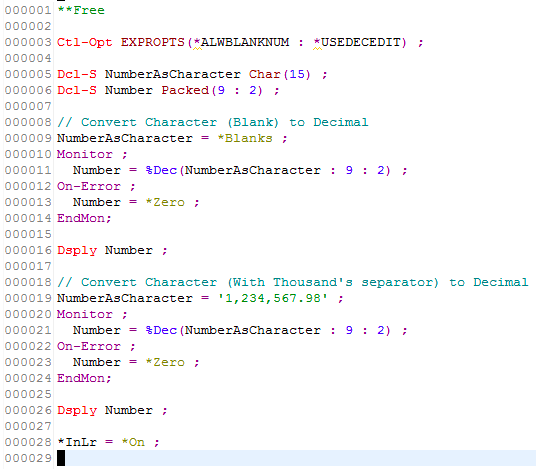 000001 **Free
000002
000003 Ctl-Opt EXPROPTS(*ALWBLANKNUM : *USEDECEDIT) ;
000004
000005 Dcl-S NumberAsCharacter Char(15) ;
000006 Dcl-S Number Packed(9 : 2) ;
000007
000008 // Convert Character (Blank) to Decimal
000009 NumberAsCharacter = *Blanks ;
000010 Monitor ;
000011   Number = %Dec(NumberAsCharacter : 9 : 2) ;
000012 On-Error ;
000013   Number = *Zero ;
000014 EndMon;
000015
000016 Dsply Number ;
000017
000018 // Convert Character (With Thousand's separator) to Decimal
000019 NumberAsCharacter = '1,234,567.98' ;
000020 Monitor ;
000021   Number = %Dec(NumberAsCharacter : 9 : 2) ;
000022 On-Error ;
000023   Number = *Zero ;
000024 EndMon;
000025
000026 Dsply Number ;
000027
000028 *InLr = *On ;
000029